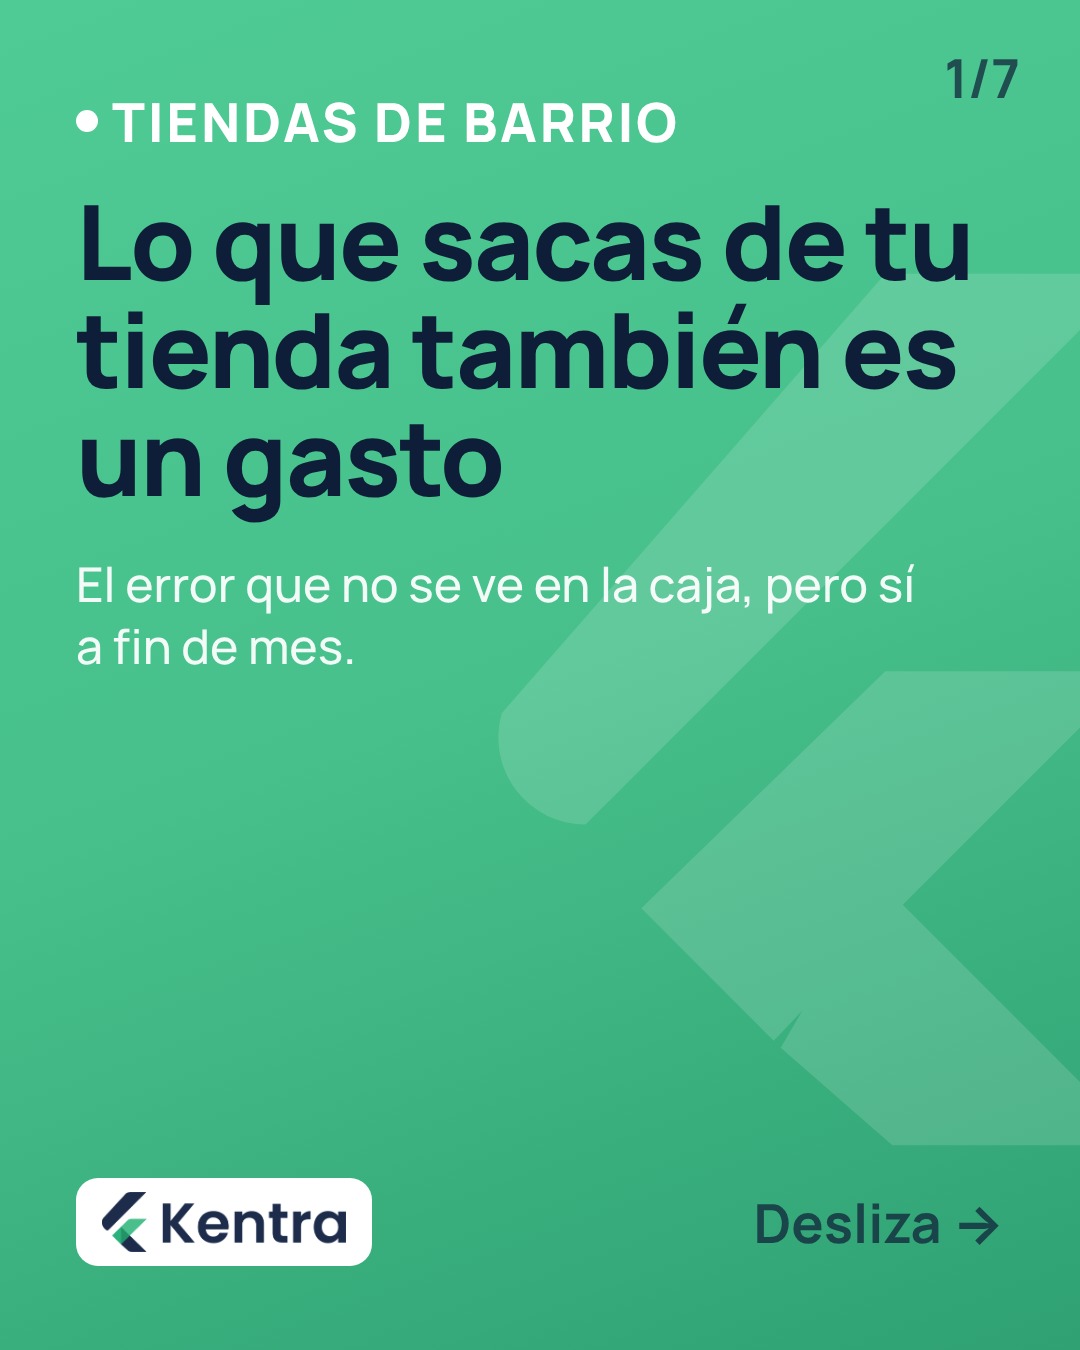 1/7
TIENDAS DE BARRIO
Lo que sacas de tu
tienda también es
un gasto
El error que no se ve en la caja, pero sí
a fin de mes.
Kentra
Desliza →